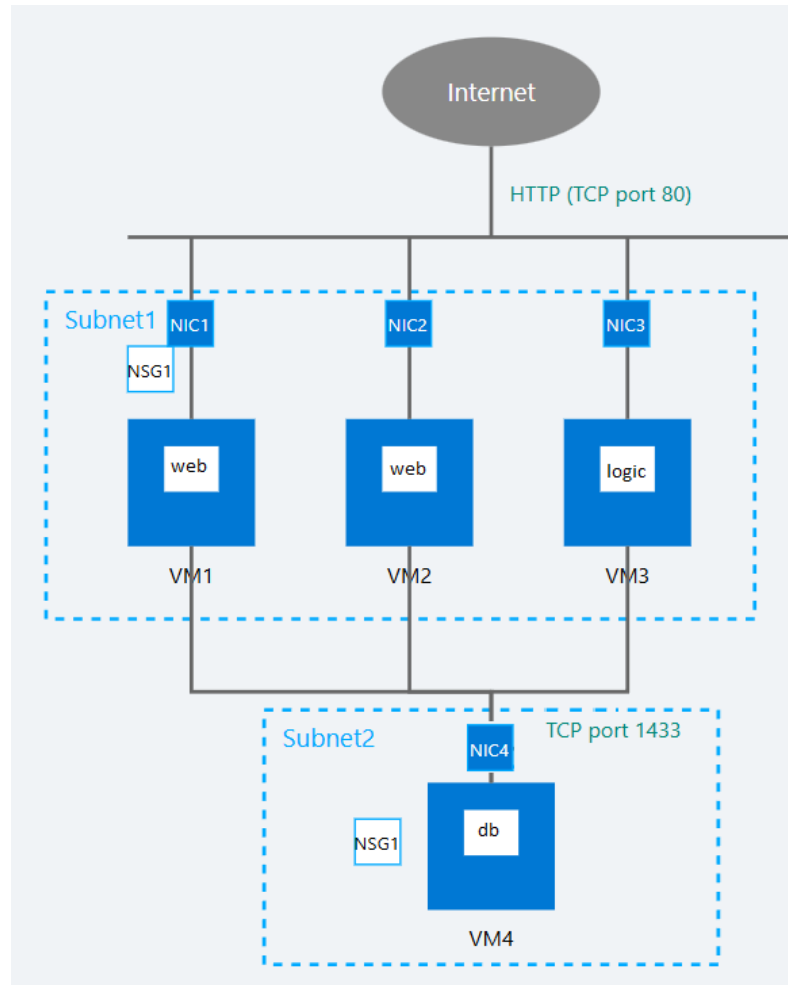 Internet
HTTP (TCP port 80)
Subnet1
NIC1
NIC2
NIC3
NSG1
web
web
logic
VM1
VM2
VM3
Subnet2
TCP port 1433
NIC4
NSG1
db
VM4